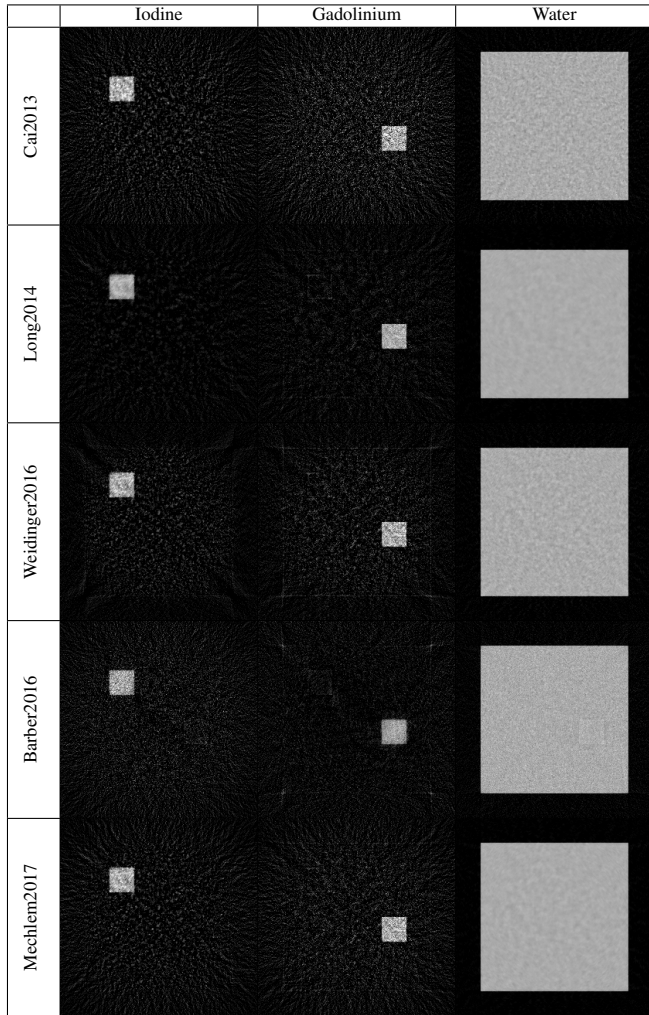 Iodine Gadolinium Water
Cai2013
Long2014
Weidinger2016
Barber2016
Mechlem2017